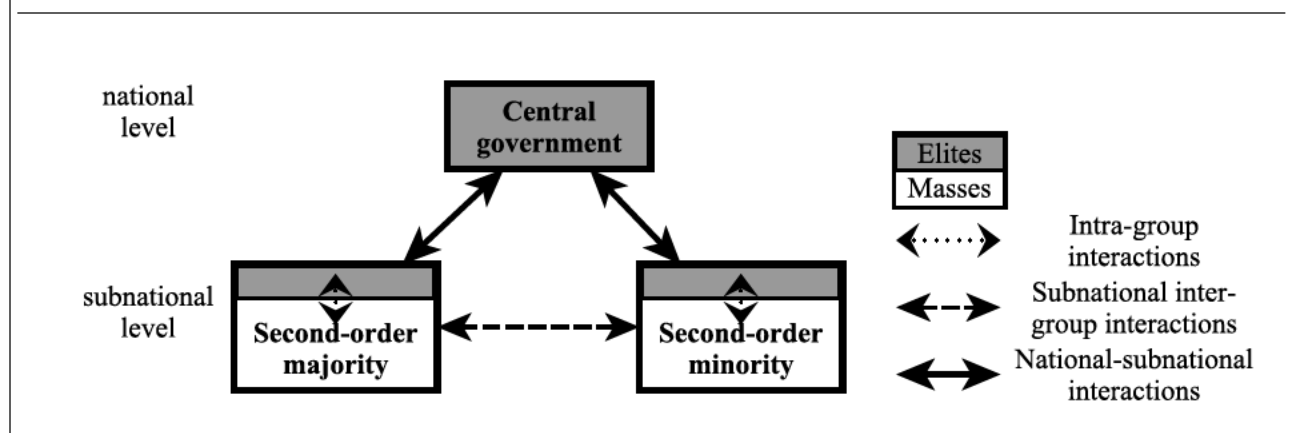 national
level
Central
government
Elites
Masses
Intra-group
interactions
subnational
level
Second-order
majority
Second-order
minority
Subnational inter-
group interactions
National-subnational
interactions